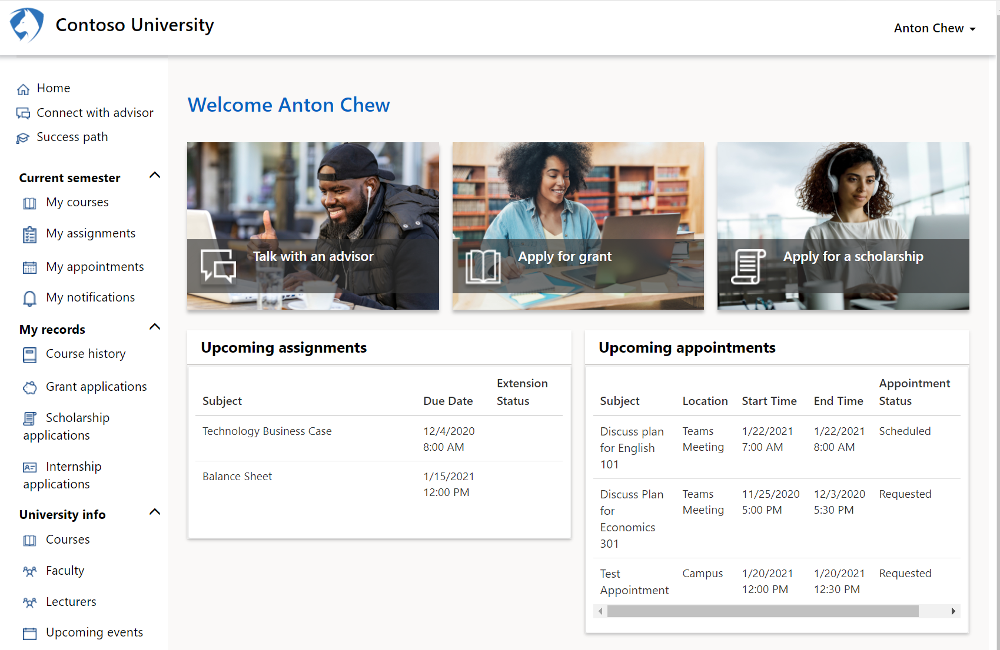 Contoso University
Anton Chew
Home
Connect with advisor
Success path
Current semester
My courses
My assignments
My appointments
My notifications
My records
Course history
Grant applications
Scholarship
applications
Internship
applications
University info
Courses
Faculty
Lecturers
Upcoming events
Welcome Anton Chew
Talk with an advisor
Apply for grant
Apply for a scholarship
Upcoming assignments
Subject
Due Date
Extension
Status
Technology Business Case
12/4/2020
8:00 AM
Balance Sheet
1/15/2021
12:00 PM
Upcoming appointments
Subject
Location
Start Time
End Time
Appointment
Status
Discuss plan
for English
101
Teams
Meeting
1/22/2021
7:00 AM
1/22/2021
8:00 AM
Scheduled
Discuss Plan
for
Economics
301
Teams
Meeting
11/25/2020
5:00 PM
12/3/2020
5:30 PM
Requested
Test
Appointment
Campus
1/20/2021
12:00 PM
1/20/2021
12:30 PM
Requested